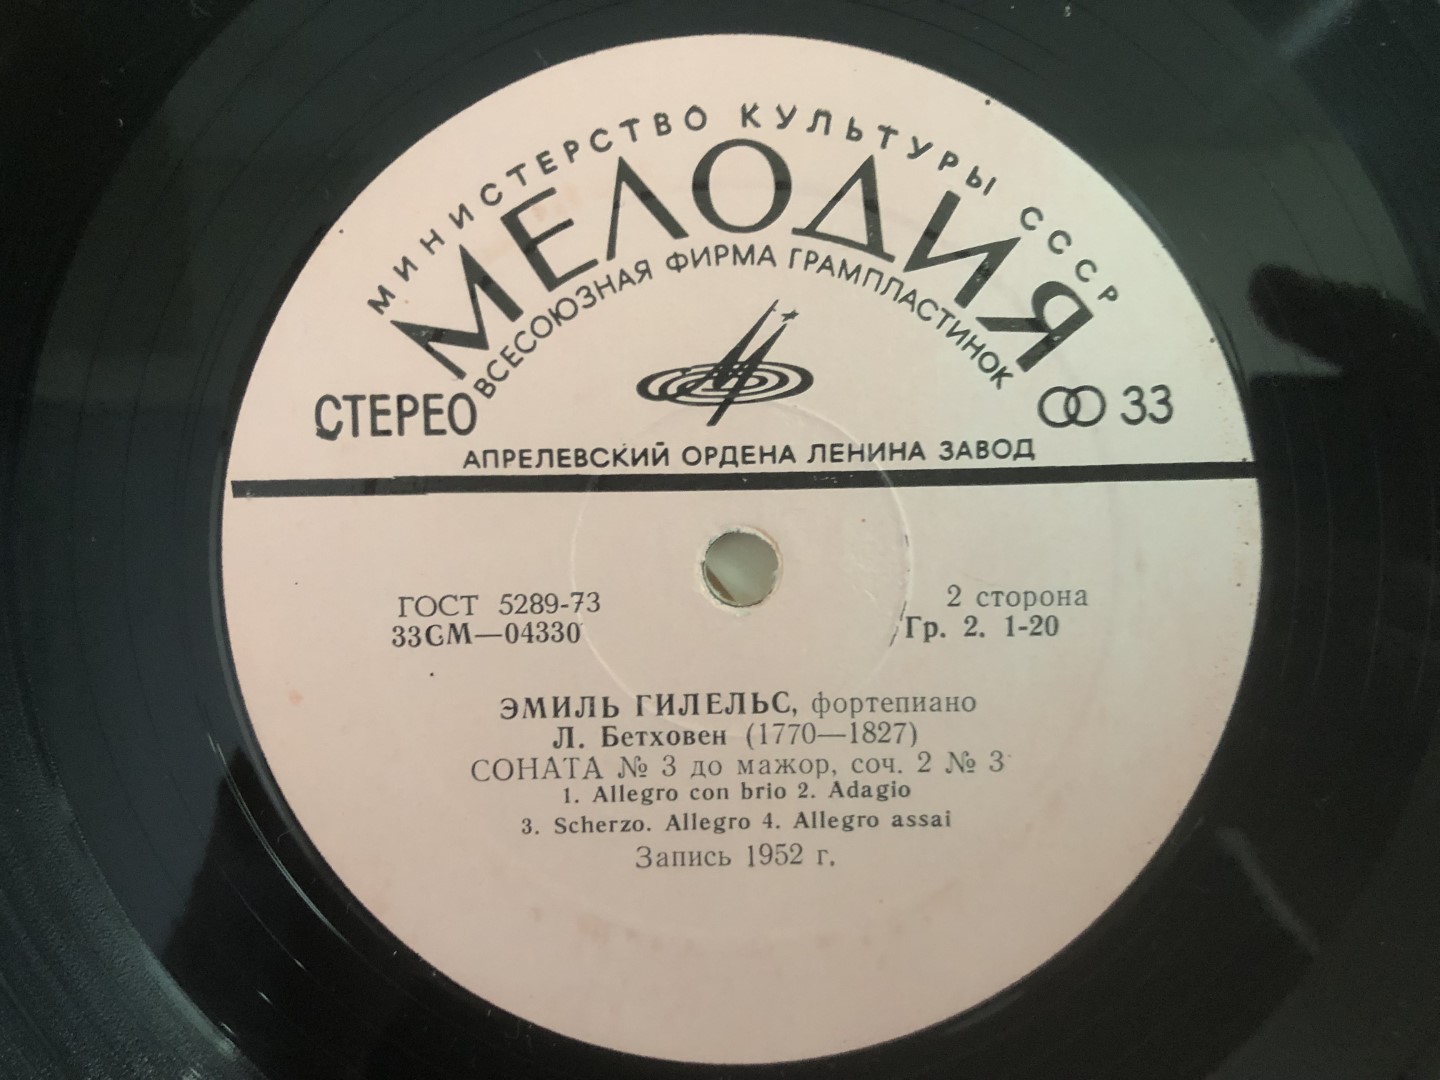 МИНИСТЕРСТВО КУЛЬТУРЫ СССР
МЕЛОДИЯ
ВСЕСОЮЗНАЯ ФИРМА ГРАМПЛАСТИНОК
СТЕРЕО
33
АПРЕЛЕВСКИЙ ОРДЕНА ЛЕНИНА ЗАВОД
ГОСТ 5289-73
2 сторона
33СМ—04330
Гр. 2. 1-20
ЭМИЛЬ ГИЛЕЛЬС, фортепиано
Л. Бетховен (1770—1827)
СОНАТА № 3 до мажор, соч. 2 № 3
1. Allegro con brio 2. Adagio
3. Scherzo. Allegro 4. Allegro assai
Запись 1952 г.